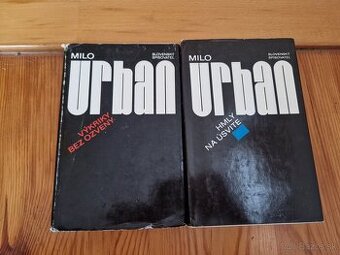 MILO
SLOVENSKÝ
SPISOVATEĽ
urban
VÝKRIKY
BEZ OZVENY
MILO
SLOVENSKÝ
SPISOVATEĽ
urban
HMLY
NA ÚSVITE